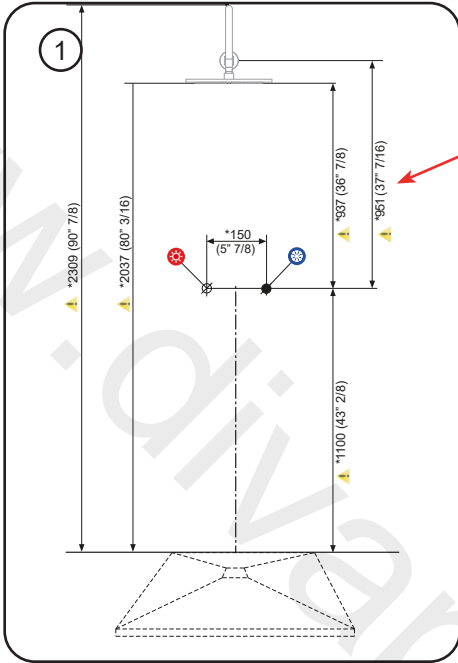 1
*2309 (90" 7/8)
*2037 (80" 3/16)
*937 (36" 7/8)
*951 (37" 7/16)
*150
(5" 7/8)
*1100 (43" 2/8)
w.divar